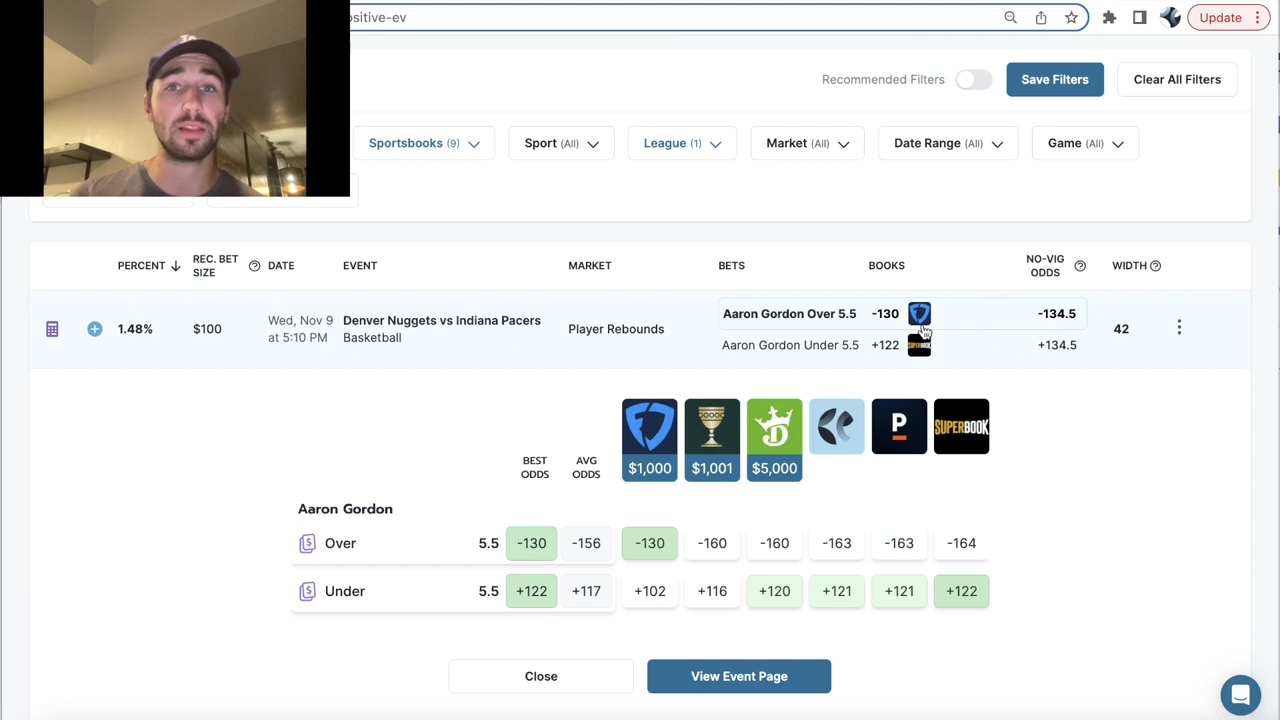 ositive-ev
Update
Recommended Filters
Save Filters
Clear All Filters
Sportsbooks (9)
Sport (All)
League (1)
Market (All)
Date Range (All)
Game (All)
PERCENT
REC. BET
SIZE
DATE
EVENT
MARKET
BETS
BOOKS
NO-VIG
ODDS
WIDTH
1.48%
$100
Wed, Nov 9
at 5:10 PM
Denver Nuggets vs Indiana Pacers
Basketball
Player Rebounds
Aaron Gordon Over 5.5 -130 -134.5
Aaron Gordon Under 5.5 +122 SUPERBOOK +134.5
42
P
SUPERBOOK
BEST
ODDS
AVG
ODDS
$1,000
$1,001
$5,000
Aaron Gordon
Over 5.5 -130 -156 -130 -160 -160 -163 -163 -164
Under 5.5 +122 +117 +102 +116 +120 +121 +121 +122
Close
View Event Page